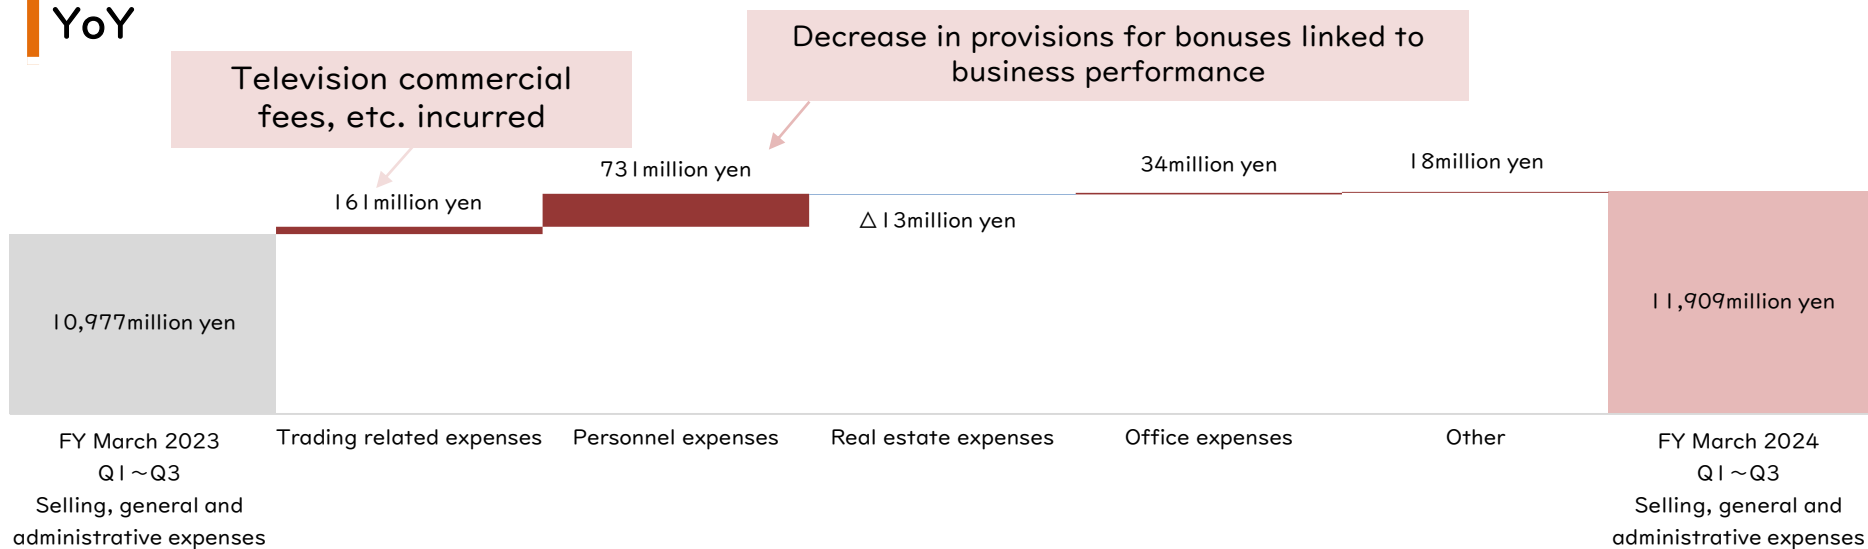 YoY
Television commercial
fees, etc. incurred
Decrease in provisions for bonuses linked to
business performance
161million yen
731million yen
△13million yen
34million yen
18million yen
10,977million yen
11,909million yen
FY March 2023
Q1～Q3
Selling, general and
administrative expenses
Trading related expenses
Personnel expenses
Real estate expenses
Office expenses
Other
FY March 2024
Q1～Q3
Selling, general and
administrative expenses